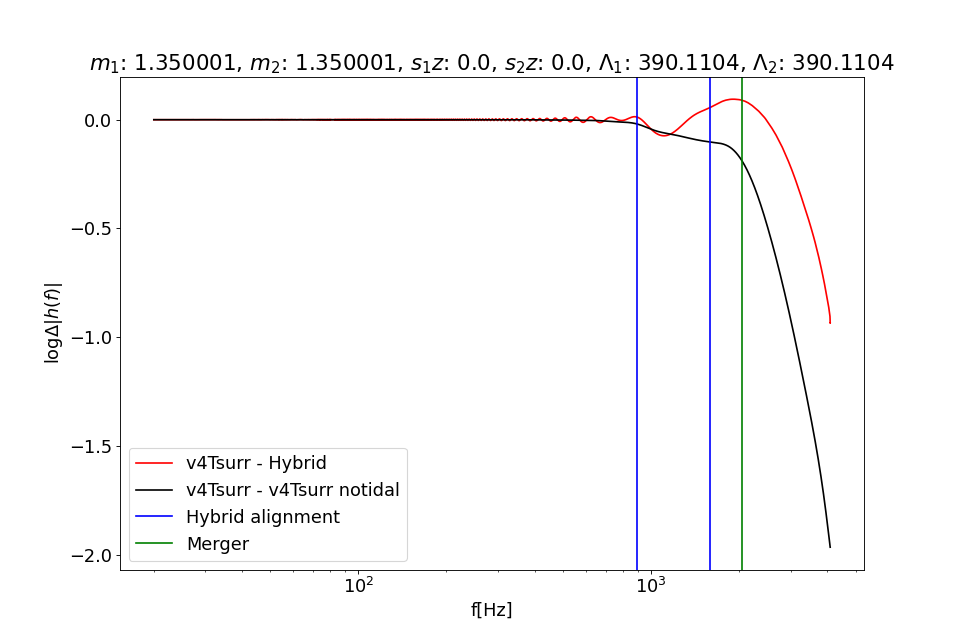 m₁: 1.350001, m₂: 1.350001, s₁z: 0.0, s₂z: 0.0, Λ₁: 390.1104, Λ₂: 390.1104
0.0
−0.5
−1.0
−1.5
−2.0
logΔ|h(f)|
v4Tsurr - Hybrid
v4Tsurr - v4Tsurr notidal
Hybrid alignment
Merger
10² 10³
f[Hz]